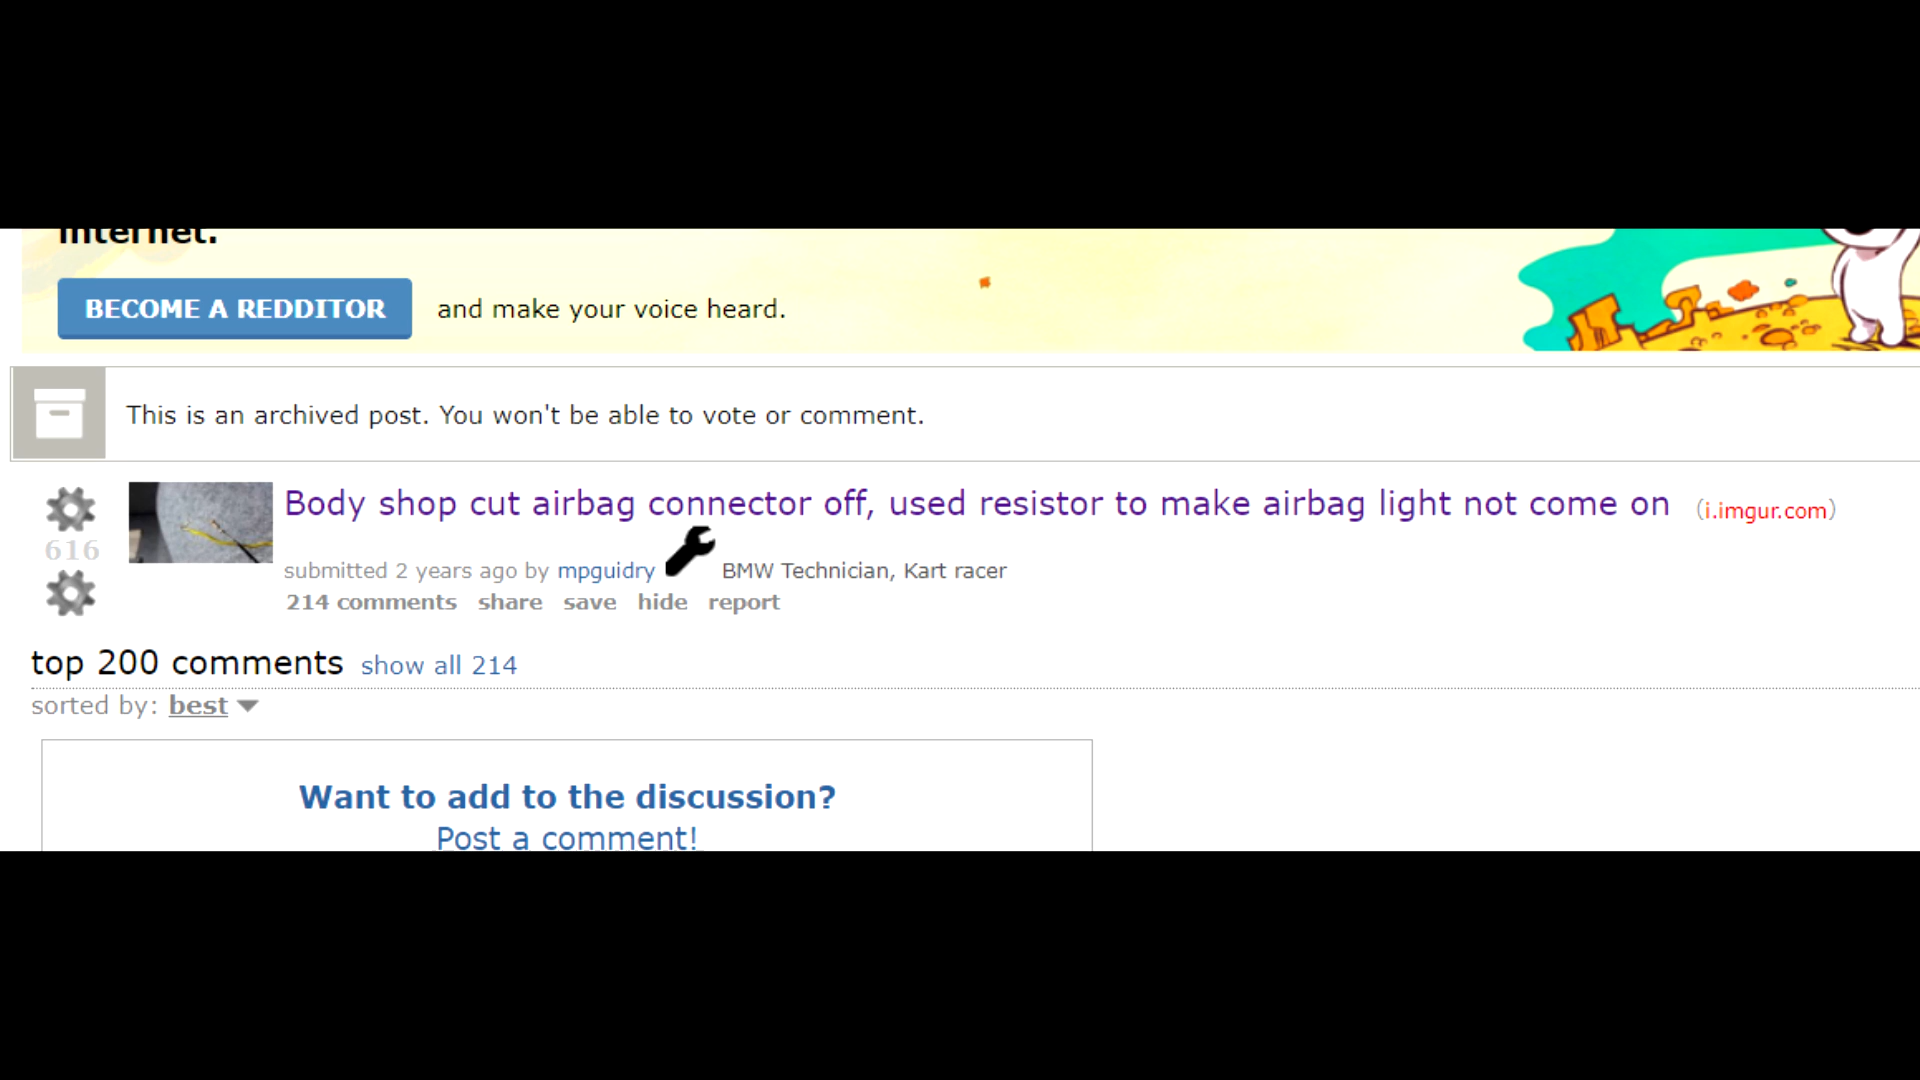 internet.
BECOME A REDDITOR and make your voice heard.
This is an archived post. You won't be able to vote or comment.
Body shop cut airbag connector off, used resistor to make airbag light not come on (i.imgur.com)
616
submitted 2 years ago by mpguidry BMW Technician, Kart racer
214 comments share save hide report
top 200 comments show all 214
sorted by: best
Want to add to the discussion?
Post a comment!